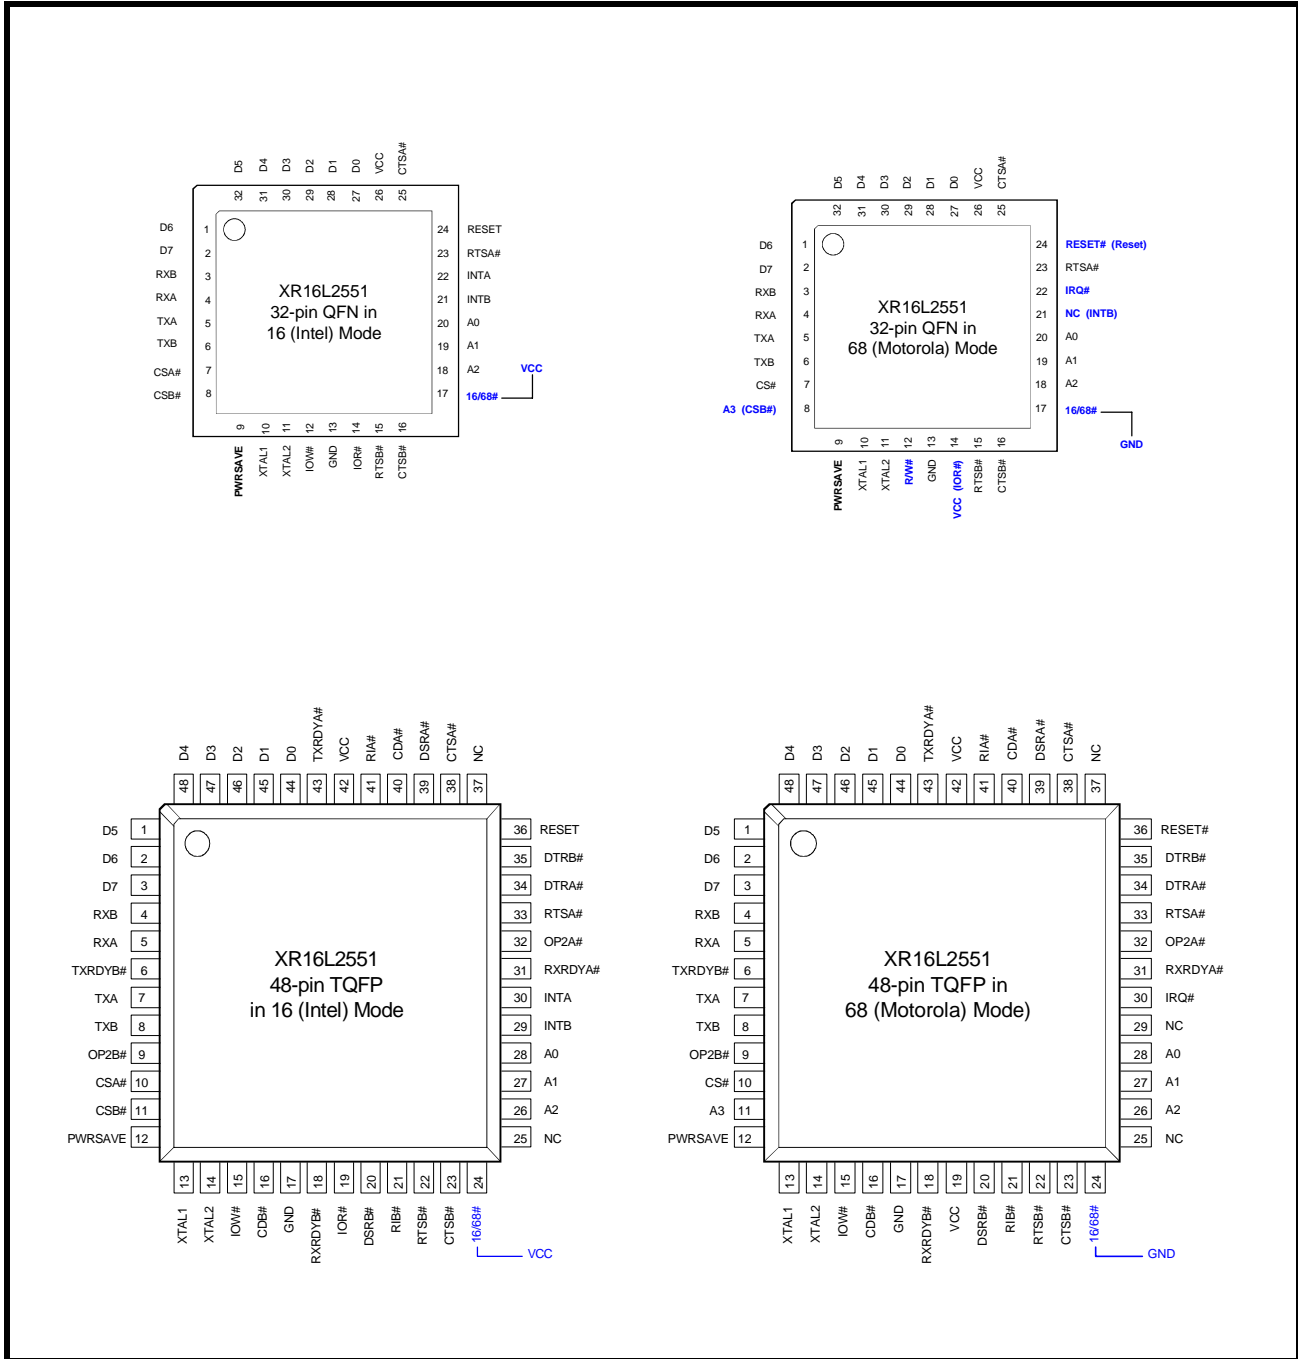 D5 D4 D3 D2 D1 D0 VCC CTSA#
32 31 30 29 28 27 26 25
D6 1 24 RESET
D7 2 23 RTSA#
RXB 3 22 INTA
RXA 4 21 INTB
TXA 5 20 A0
TXB 6 19 A1
CSA# 7 18 A2 VCC
CSB# 8 17 16/68#
XR16L2551
32-pin QFN in
16 (Intel) Mode
9 10 11 12 13 14 15 16
PWRSAVE XTAL1 XTAL2 IOW# GND IOR# RTSB# CTSB#
D5 D4 D3 D2 D1 D0 VCC CTSA#
32 31 30 29 28 27 26 25
D6 1 24 RESET# (Reset)
D7 2 23 RTSA#
RXB 3 22 IRQ#
RXA 4 21 NC (INTB)
TXA 5 20 A0
TXB 6 19 A1
CS# 7 18 A2
A3 (CSB#) 8 17 16/68#
GND
XR16L2551
32-pin QFN in
68 (Motorola) Mode
9 10 11 12 13 14 15 16
PWRSAVE XTAL1 XTAL2 R/W# GND VCC (IOR#) RTSB# CTSB#
D4 D3 D2 D1 D0 TXRDYA# VCC RIA# CDA# DSRA# CTSA# NC
48 47 46 45 44 43 42 41 40 39 38 37
D5 1 36 RESET
D6 2 35 DTRB#
D7 3 34 DTRA#
RXB 4 33 RTSA#
RXA 5 32 OP2A#
TXRDYB# 6 31 RXRDYA#
TXA 7 30 INTA
TXB 8 29 INTB
OP2B# 9 28 A0
CSA# 10 27 A1
CSB# 11 26 A2
PWRSAVE 12 25 NC
XR16L2551
48-pin TQFP
in 16 (Intel) Mode
13 14 15 16 17 18 19 20 21 22 23 24
XTAL1 XTAL2 IOW# CDB# GND RXRDYB# IOR# DSRB# RIB# RTSB# CTSB# 16/68#
VCC
D4 D3 D2 D1 D0 TXRDYA# VCC RIA# CDA# DSRA# CTSA# NC
48 47 46 45 44 43 42 41 40 39 38 37
D5 1 36 RESET#
D6 2 35 DTRB#
D7 3 34 DTRA#
RXB 4 33 RTSA#
RXA 5 32 OP2A#
TXRDYB# 6 31 RXRDYA#
TXA 7 30 IRQ#
TXB 8 29 NC
OP2B# 9 28 A0
CS# 10 27 A1
A3 11 26 A2
PWRSAVE 12 25 NC
XR16L2551
48-pin TQFP in
68 (Motorola) Mode)
13 14 15 16 17 18 19 20 21 22 23 24
XTAL1 XTAL2 IOW# CDB# GND RXRDYB# VCC DSRB# RIB# RTSB# CTSB# 16/68#
GND